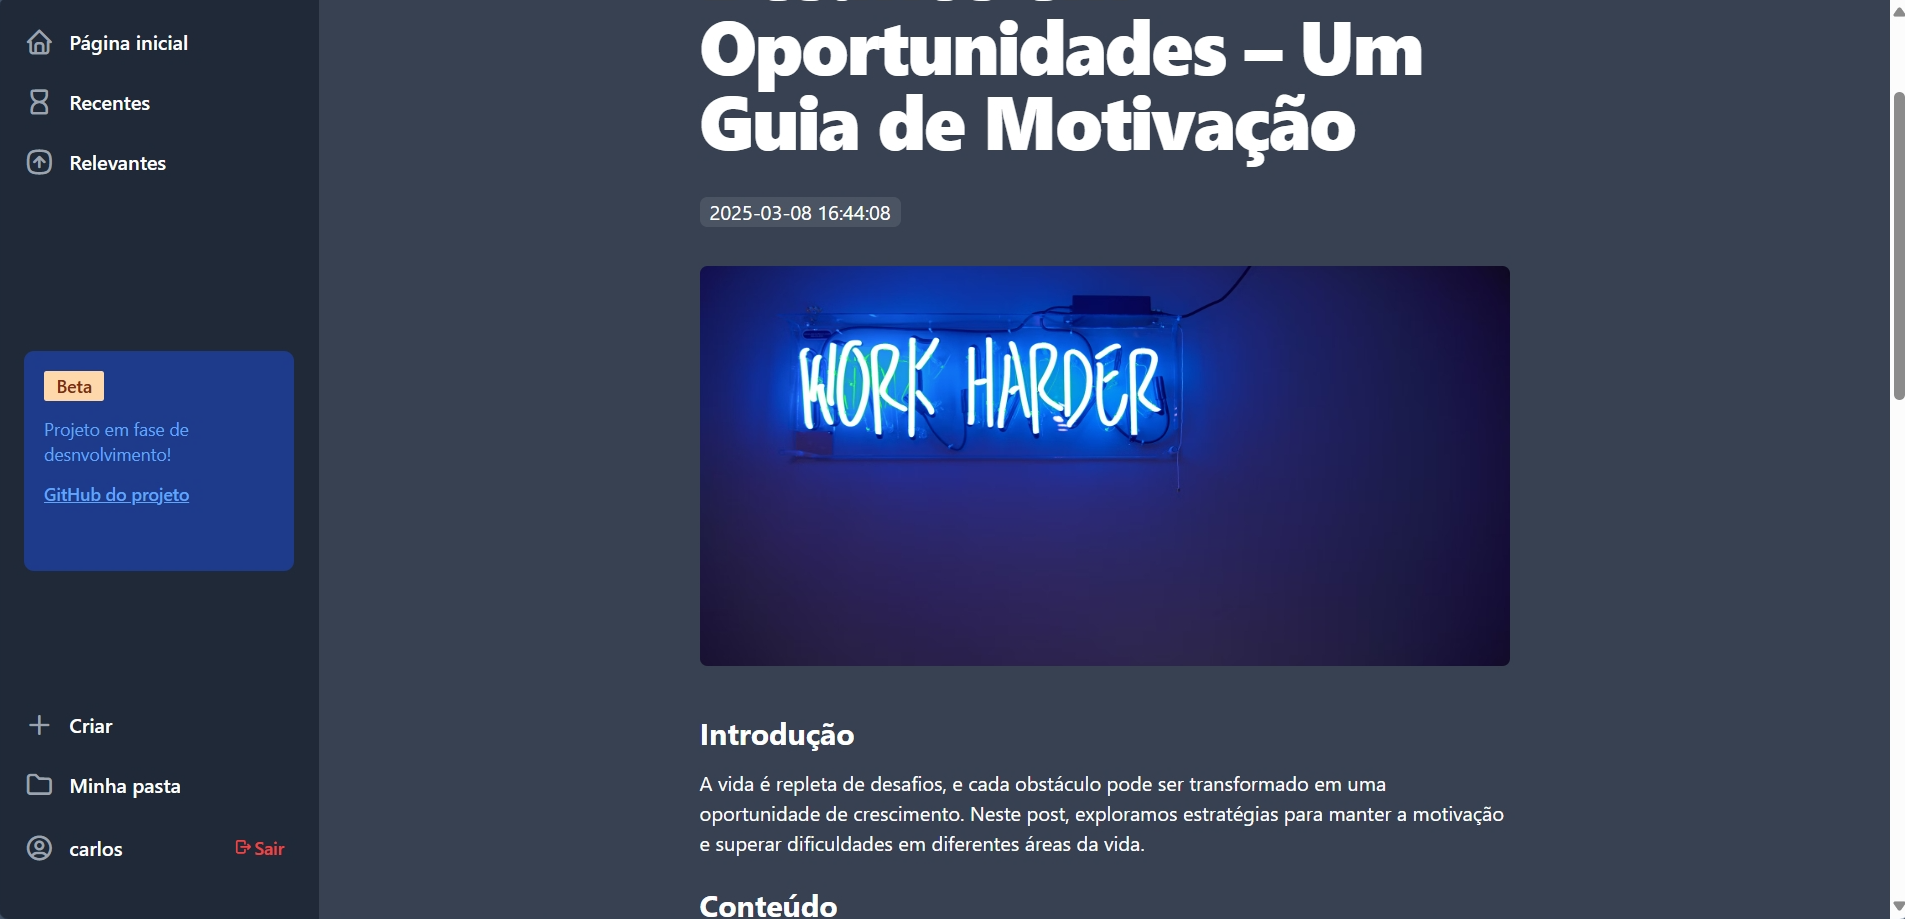 Página inicial
Recentes
Relevantes
Beta
Projeto em fase de
desnvolvimento!
GitHub do projeto
Criar
Minha pasta
carlos
Sair
Oportunidades – Um
Guia de Motivação
2025-03-08 16:44:08
WORK HARDER
Introdução
A vida é repleta de desafios, e cada obstáculo pode ser transformado em uma
oportunidade de crescimento. Neste post, exploramos estratégias para manter a motivação
e superar dificuldades em diferentes áreas da vida.
Conteúdo